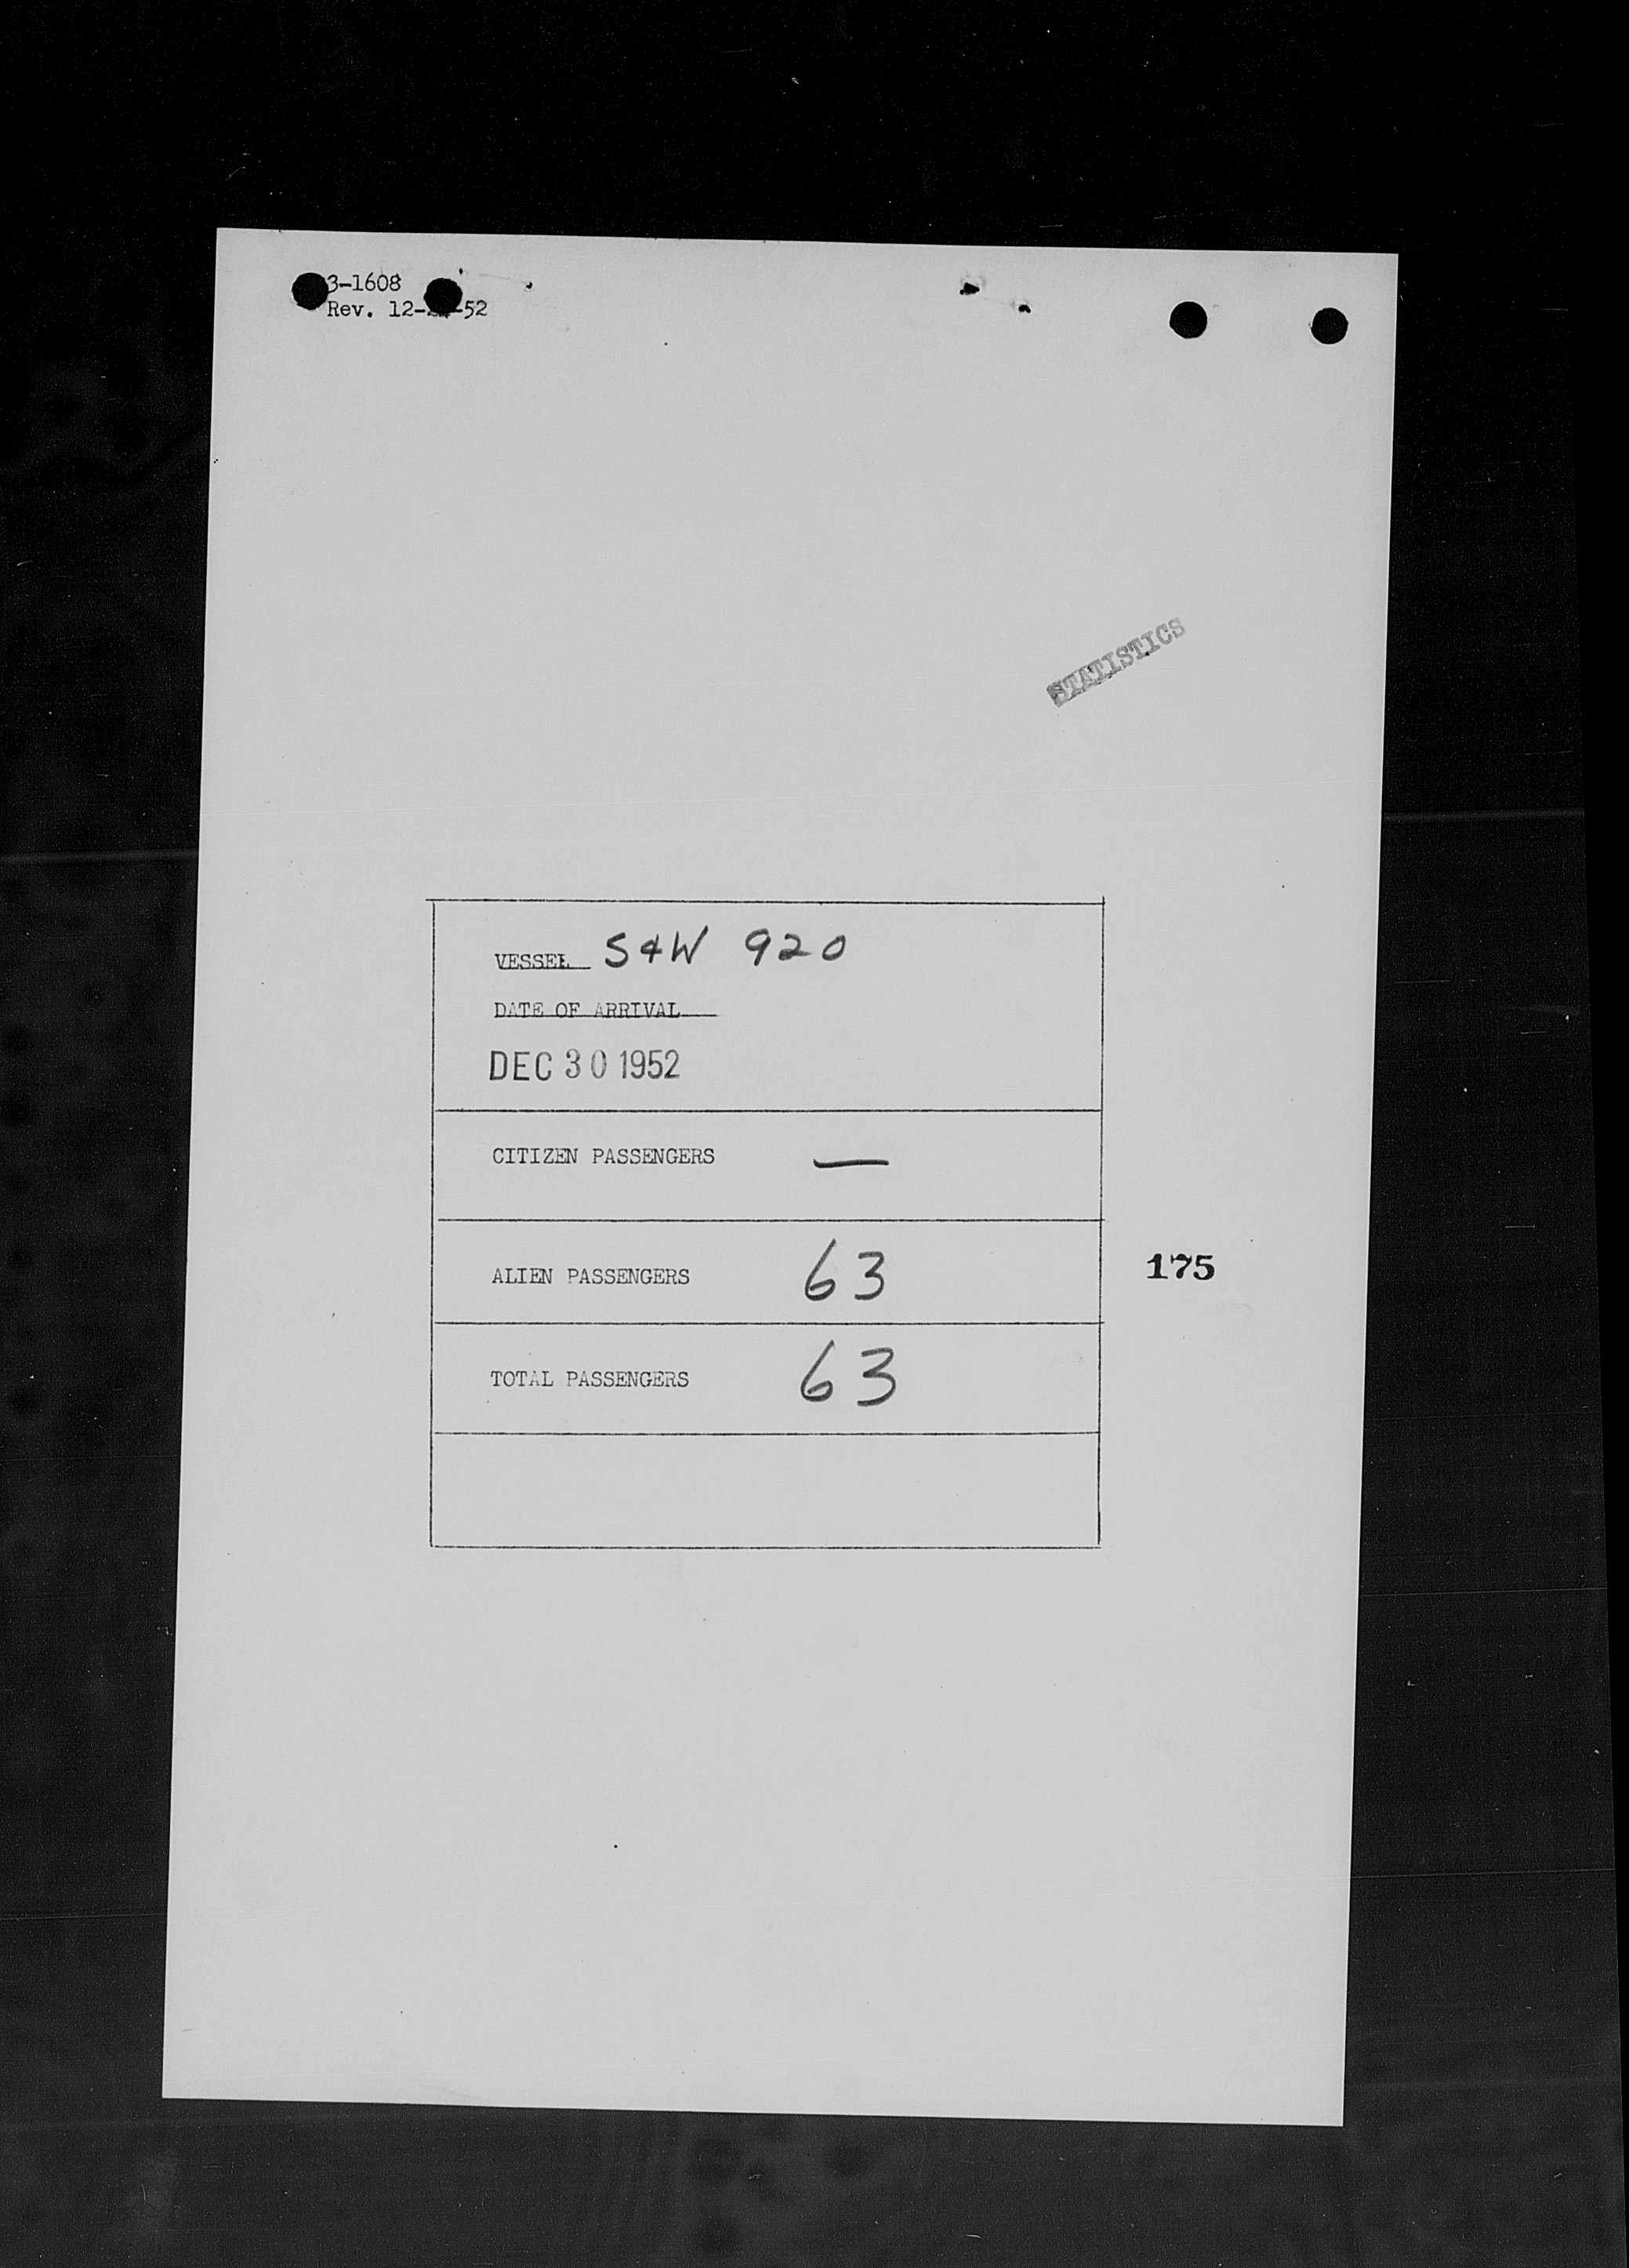 3-1608
Rev. 12- -52
STATISTICS
VESSEL S&W 920
DATE OF ARRIVAL
DEC 30 1952
CITIZEN PASSENGERS —
ALIEN PASSENGERS 63
175
TOTAL PASSENGERS 63